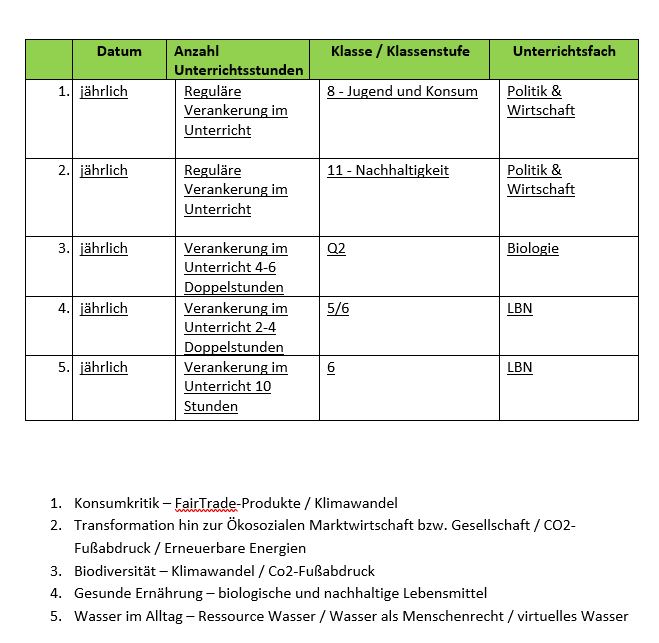 Datum Anzahl Unterrichtsstunden Klasse / Klassenstufe Unterrichtsfach
1. jährlich Reguläre Verankerung im Unterricht 8 - Jugend und Konsum Politik & Wirtschaft
2. jährlich Reguläre Verankerung im Unterricht 11 - Nachhaltigkeit Politik & Wirtschaft
3. jährlich Verankerung im Unterricht 4-6 Doppelstunden Q2 Biologie
4. jährlich Verankerung im Unterricht 2-4 Doppelstunden 5/6 LBN
5. jährlich Verankerung im Unterricht 10 Stunden 6 LBN
1. Konsumkritik – FairTrade-Produkte / Klimawandel
2. Transformation hin zur Ökosozialen Marktwirtschaft bzw. Gesellschaft / CO2-
Fußabdruck / Erneuerbare Energien
3. Biodiversität – Klimawandel / Co2-Fußabdruck
4. Gesunde Ernährung – biologische und nachhaltige Lebensmittel
5. Wasser im Alltag – Ressource Wasser / Wasser als Menschenrecht / virtuelles Wasser